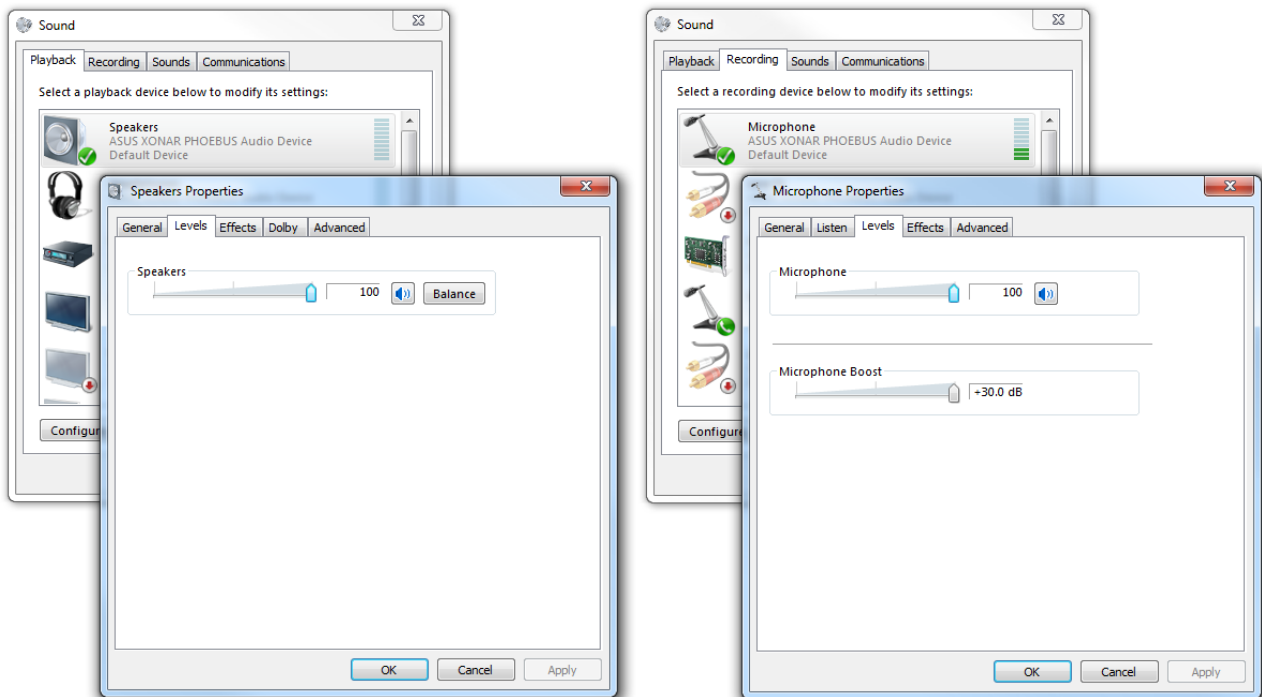 Sound
Playback Recording Sounds Communications
Select a playback device below to modify its settings:
Speakers
ASUS XONAR PHOEBUS Audio Device
Default Device
Speakers Properties
General Levels Effects Dolby Advanced
Speakers
100 Balance
OK Cancel Apply
Sound
Playback Recording Sounds Communications
Select a recording device below to modify its settings:
Microphone
ASUS XONAR PHOEBUS Audio Device
Default Device
Microphone Properties
General Listen Levels Effects Advanced
Microphone
100
Microphone Boost
+30.0 dB
Configure
OK Cancel Apply